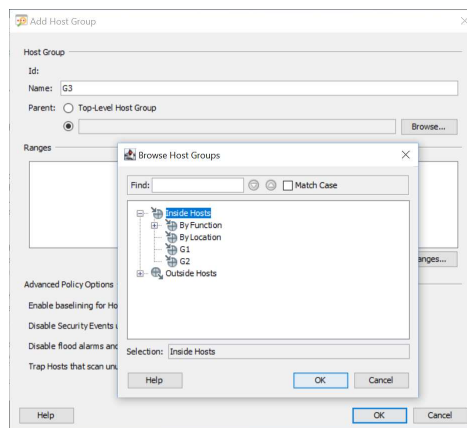 Add Host Group
Host Group
Id:
Name: G3
Parent: Top-Level Host Group
Browse...
Ranges
Browse Host Groups
Find: Match Case
Inside Hosts
By Function
By Location
G1
G2
Outside Hosts
anges...
Advanced Policy Options
Enable baselining for Ho
Disable Security Events u
Disable flood alarms and
Trap Hosts that scan unu
Selection: Inside Hosts
Help OK Cancel
Help OK Cancel